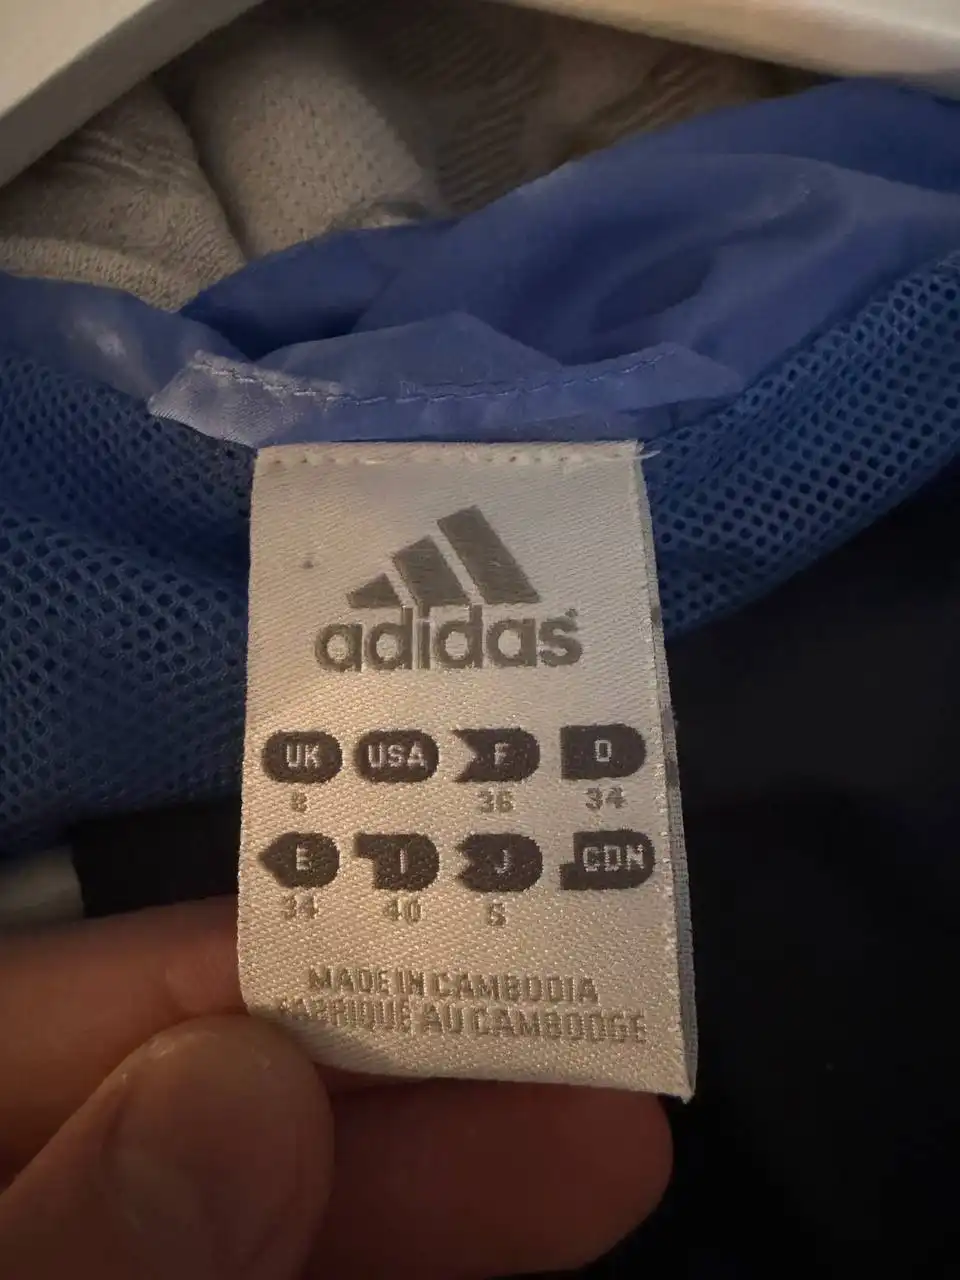 adidas®
UK USA F D
8 36 34
E I J CDN
34 40 S
MADE IN CAMBODIA
FABRIQUÉ AU CAMBODGE